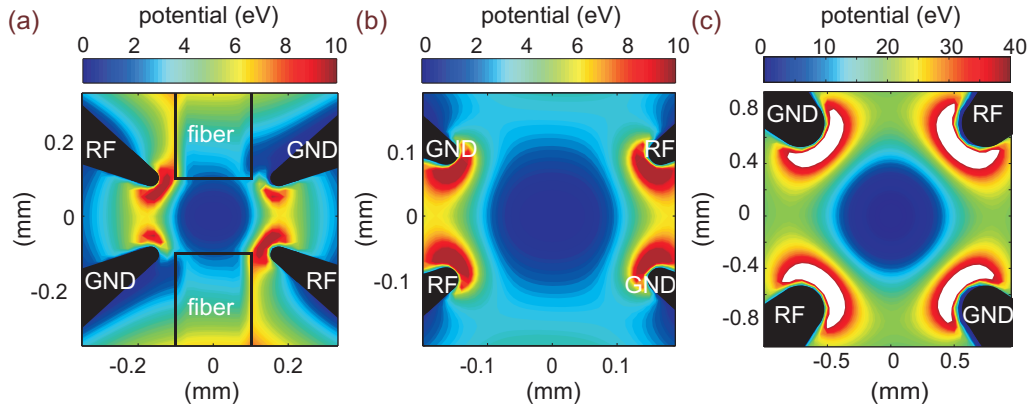 (a)
potential (eV)
0 2 4 6 8 10
0.2
0
-0.2
(mm)
RF
fiber
GND
GND
fiber
RF
-0.2 0 0.2
(mm)
(b)
potential (eV)
0 2 4 6 8 10
0.1
0
-0.1
(mm)
GND
RF
RF
GND
-0.1 0 0.1
(mm)
(c)
potential (eV)
0 10 20 30 40
0.8
0.4
0
-0.4
-0.8
(mm)
GND
RF
RF
GND
-0.5 0 0.5
(mm)